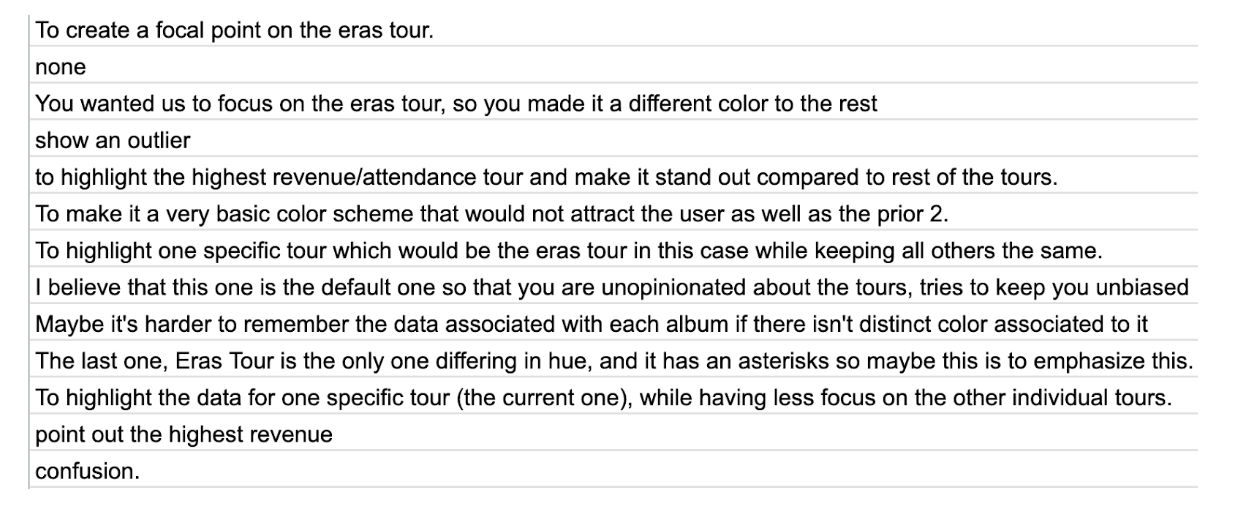 To create a focal point on the eras tour.
none
You wanted us to focus on the eras tour, so you made it a different color to the rest
show an outlier
to highlight the highest revenue/attendance tour and make it stand out compared to rest of the tours.
To make it a very basic color scheme that would not attract the user as well as the prior 2.
To highlight one specific tour which would be the eras tour in this case while keeping all others the same.
I believe that this one is the default one so that you are unopinionated about the tours, tries to keep you unbiased
Maybe it's harder to remember the data associated with each album if there isn't distinct color associated to it
The last one, Eras Tour is the only one differing in hue, and it has an asterisks so maybe this is to emphasize this.
To highlight the data for one specific tour (the current one), while having less focus on the other individual tours.
point out the highest revenue
confusion.